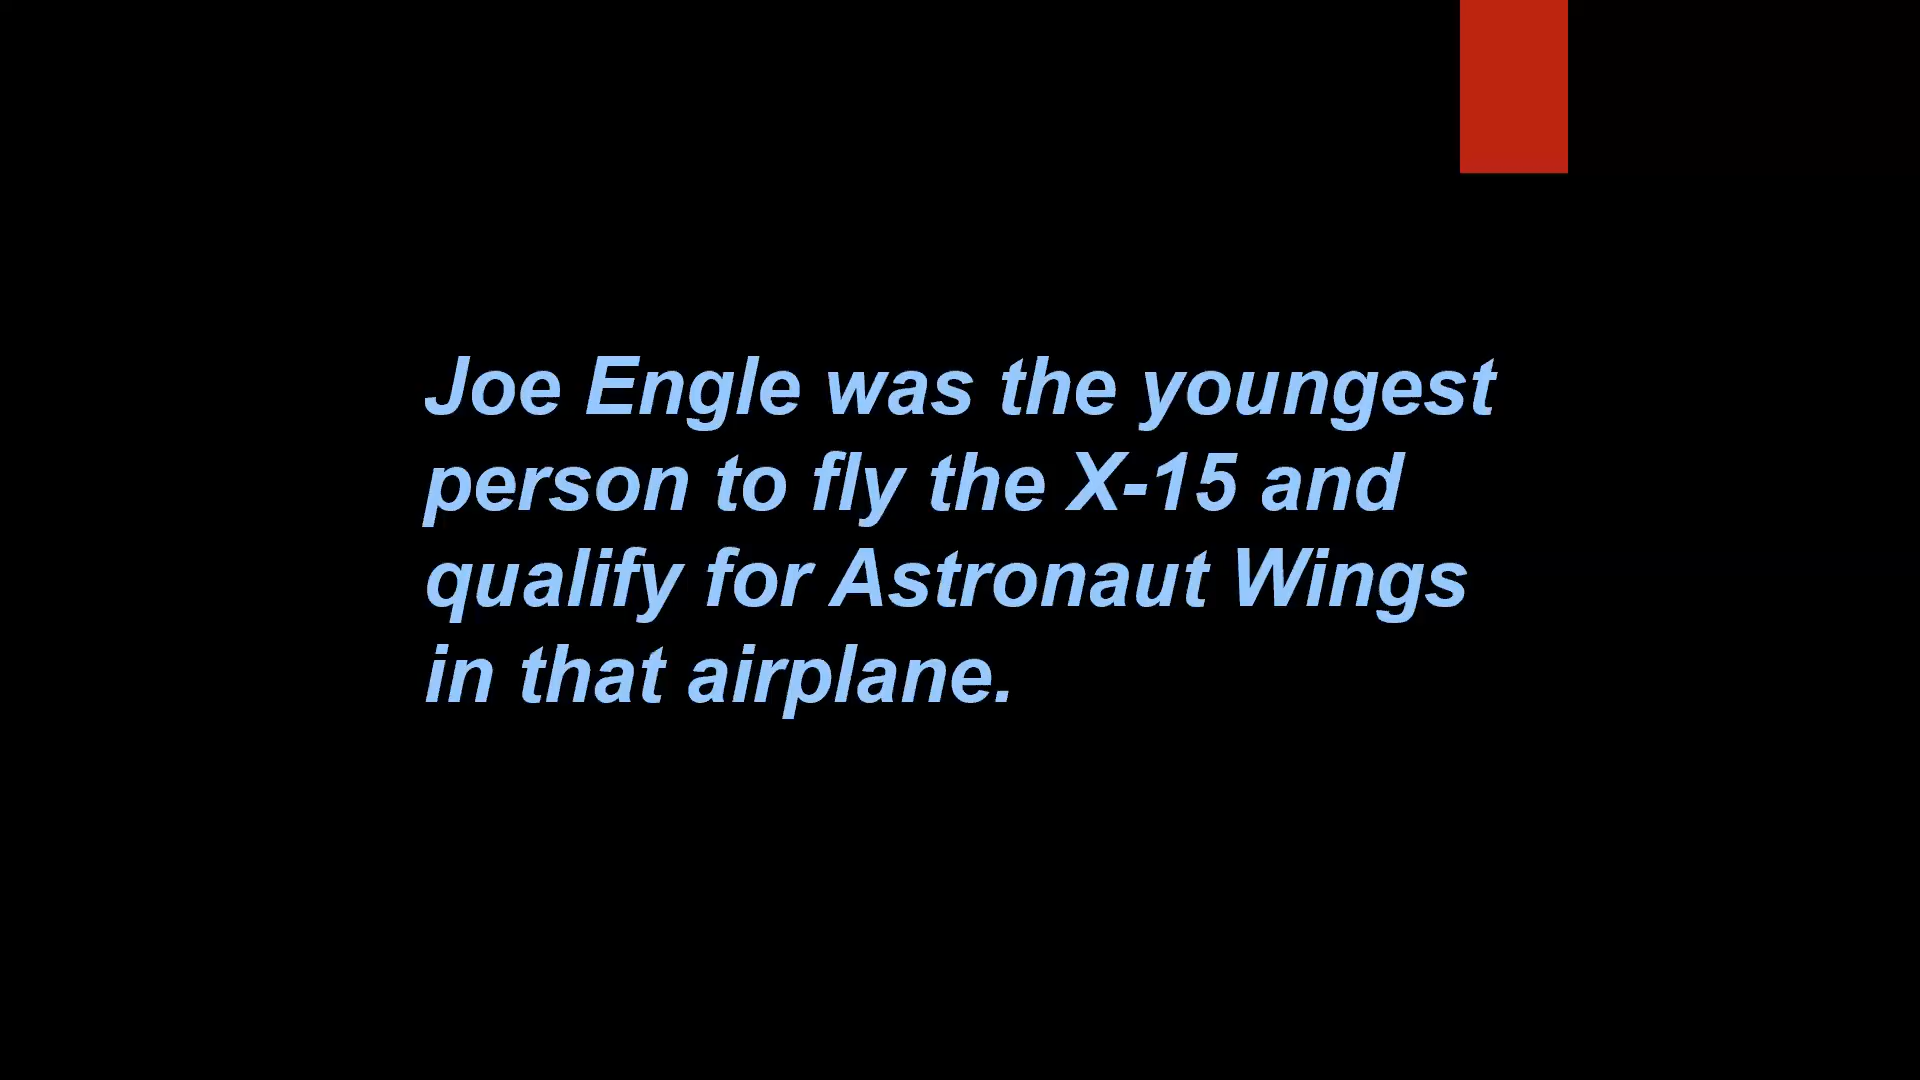 Joe Engle was the youngest
person to fly the X-15 and
qualify for Astronaut Wings
in that airplane.